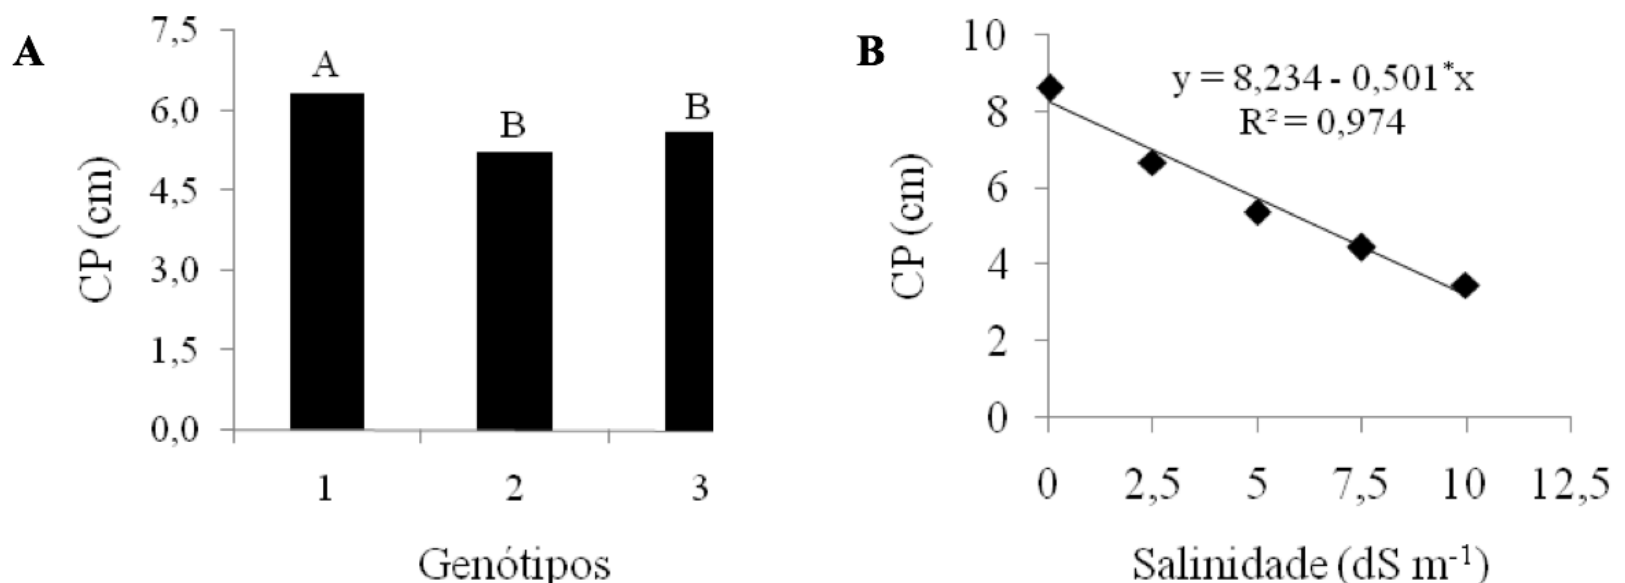 A
7,5
6,0
4,5
3,0
1,5
0,0
CP (cm)
A
B
B
1 2 3
Genótipos
B
10
8
6
4
2
0
CP (cm)
y = 8,234 - 0,501*x
R² = 0,974
0 2,5 5 7,5 10 12,5
Salinidade (dS m⁻¹)